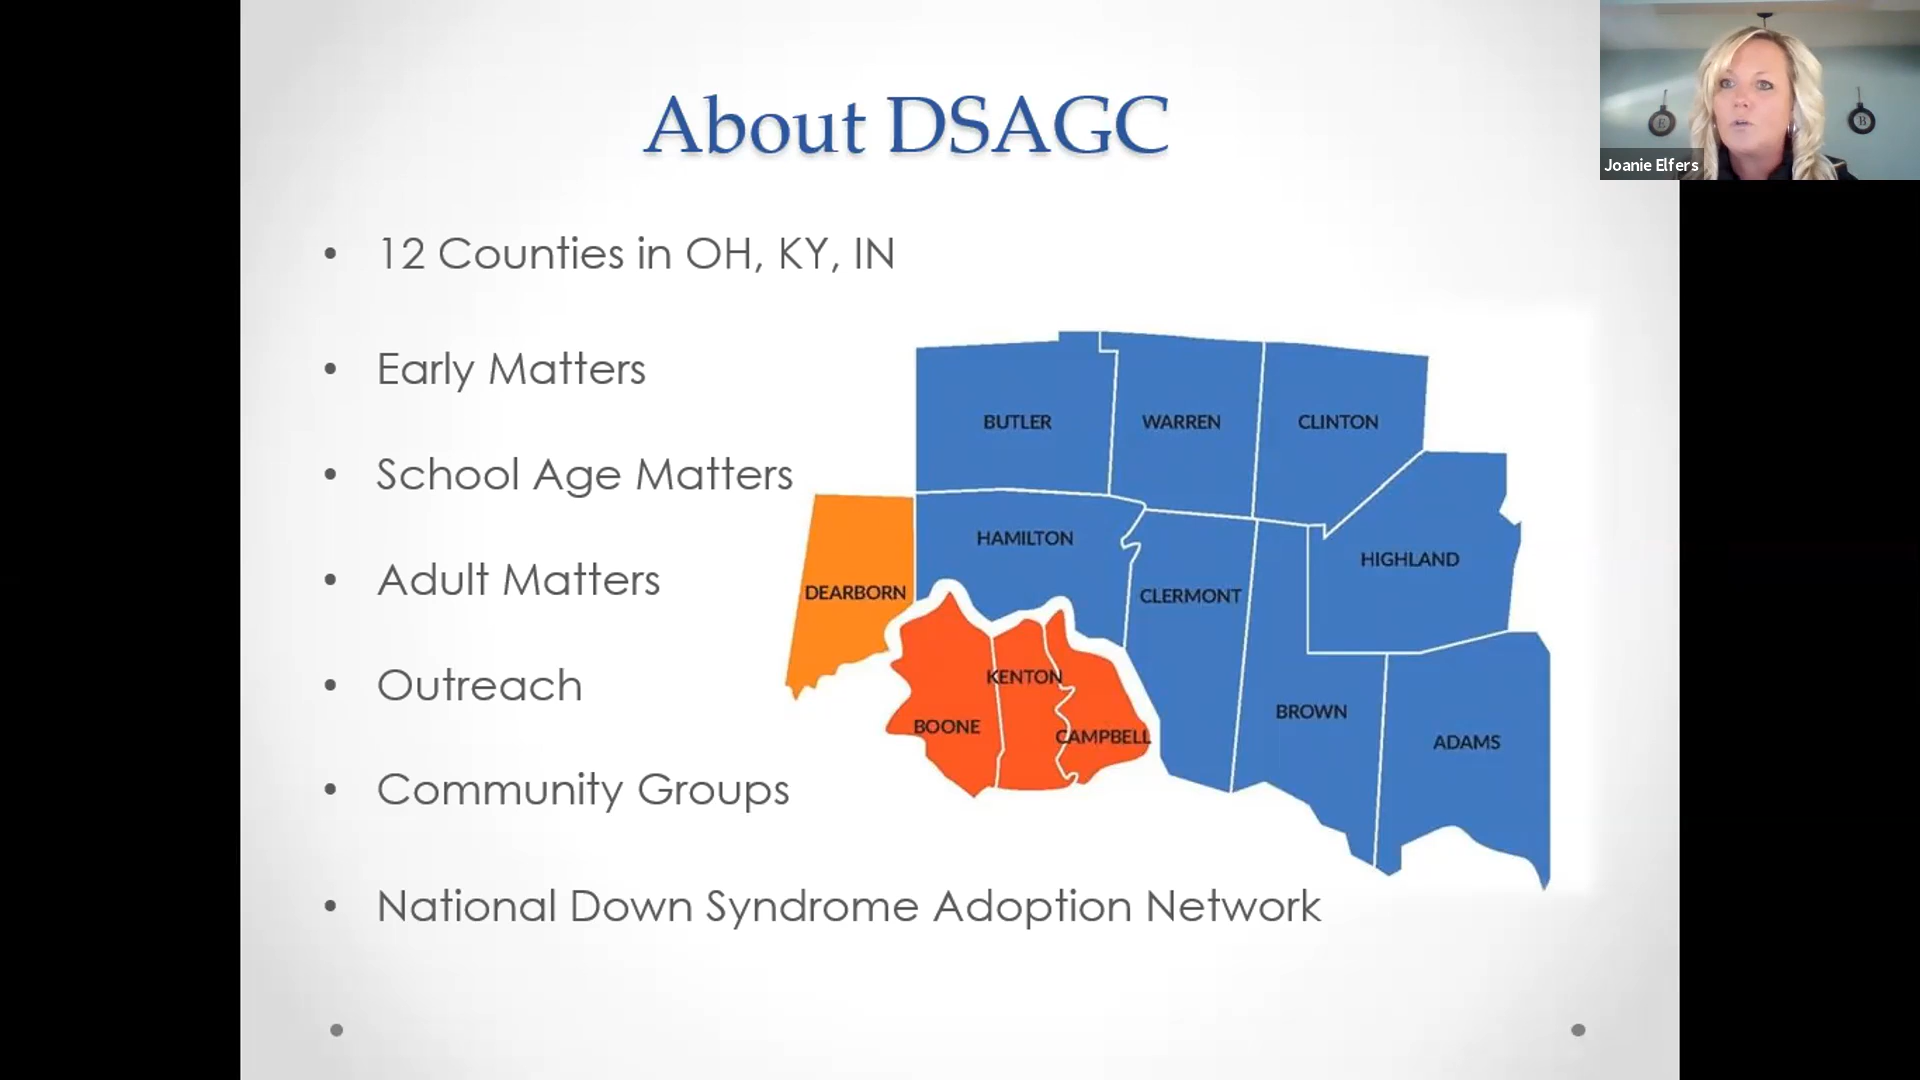 About DSAGC
E
B
Joanie Elfers
• 12 Counties in OH, KY, IN
• Early Matters
• School Age Matters
• Adult Matters
• Outreach
• Community Groups
• National Down Syndrome Adoption Network
BUTLER
WARREN
CLINTON
HAMILTON
HIGHLAND
DEARBORN
CLERMONT
KENTON
BROWN
BOONE
CAMPBELL
ADAMS